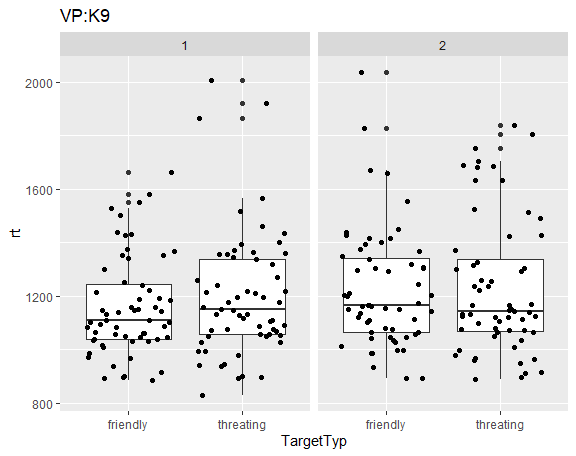 VP:K9
1 2
2000
1600
1200
800
rt
friendly threating friendly threating
TargetTyp